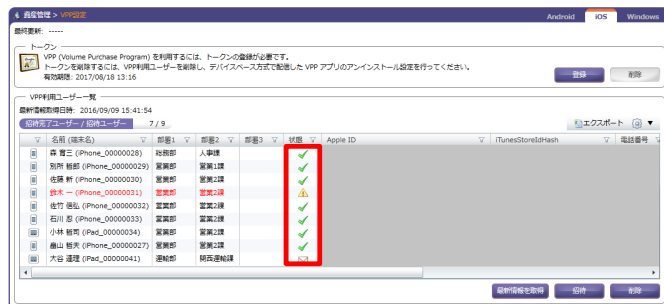 資産管理 > VPP設定
Android iOS Windows
最終更新: -----
トークン
VPP (Volume Purchase Program) を利用するには、トークンの登録が必要です。
トークンを削除するには、VPP利用ユーザーを削除し、デバイスベース方式で配信した VPP アプリのアンインストール設定を行ってください。
有効期限: 2017/08/18 13:16
登録 削除
VPP利用ユーザー一覧
最新情報取得日時: 2016/09/09 15:41:54
招待完了ユーザー / 招待ユーザー 7 / 9
エクスポート
名前 (端末名) 部署1 部署2 部署3 状態 Apple ID iTunesStoreIdHash 電話番号
森 育三 (iPhone_00000028) 総務部 人事課
別所 哲郎 (iPhone_00000029) 営業部 営業1課
佐藤 新 (iPhone_00000030) 営業部 営業2課
鈴木 一 (iPhone_00000031) 営業部 営業2課
佐竹 信弘 (iPhone_00000032) 営業部 営業2課
石川 忍 (iPhone_00000033) 営業部 営業2課
小林 哲司 (iPad_00000034) 営業部 営業2課
畠山 哲夫 (iPhone_00000027) 営業部 営業2課
大谷 進理 (iPad_00000041) 運輸部 関西運輸課
最新情報を取得 招待 削除